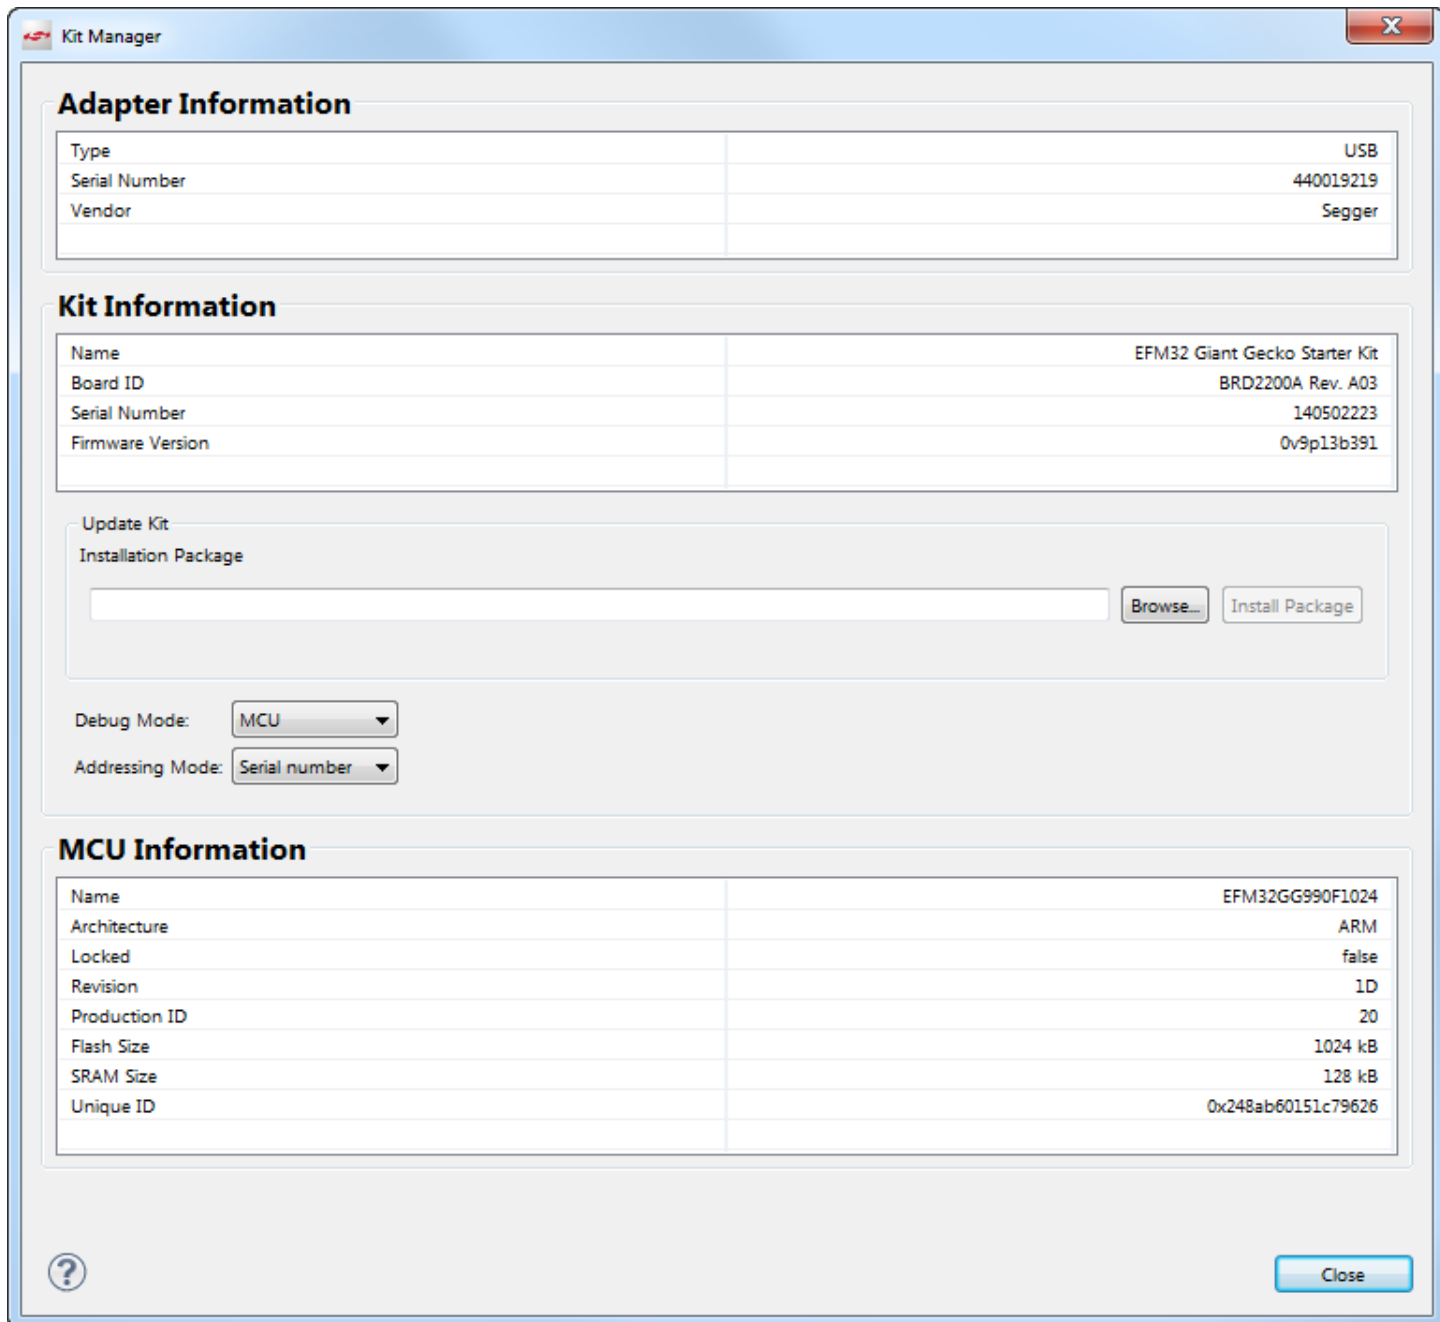 Kit Manager
X
Adapter Information
Type USB
Serial Number 440019219
Vendor Segger
Kit Information
Name EFM32 Giant Gecko Starter Kit
Board ID BRD2200A Rev. A03
Serial Number 140502223
Firmware Version 0v9p13b391
Update Kit
Installation Package
Browse... Install Package
Debug Mode: MCU
Addressing Mode: Serial number
MCU Information
Name EFM32GG990F1024
Architecture ARM
Locked false
Revision 1D
Production ID 20
Flash Size 1024 kB
SRAM Size 128 kB
Unique ID 0x248ab60151c79626
? Close